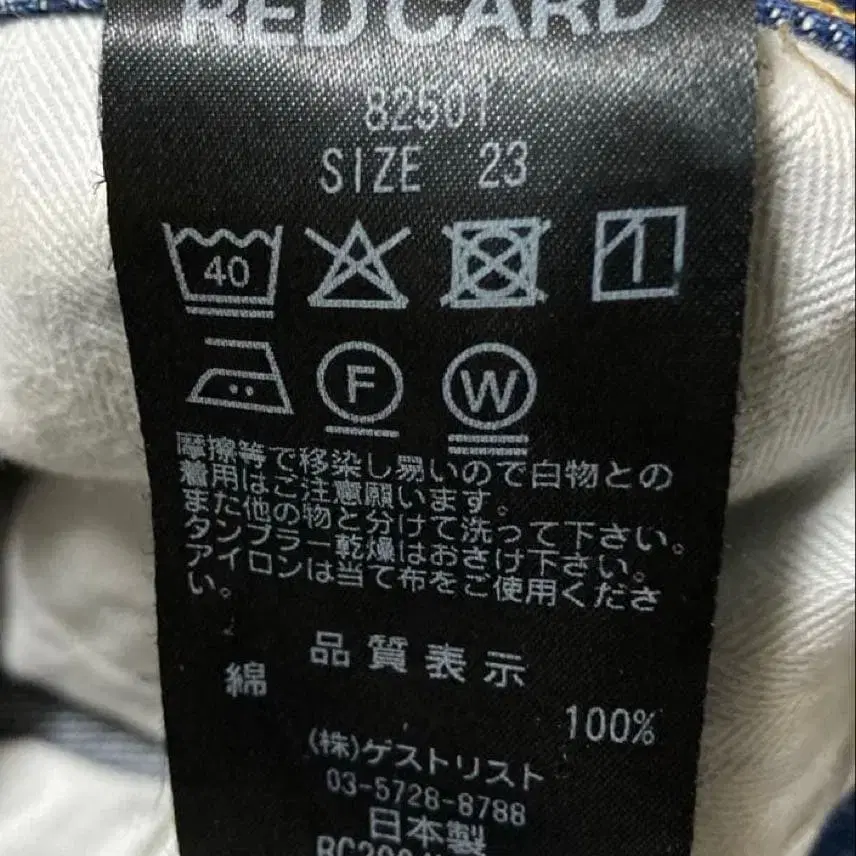 RED CARD
82501
SIZE 23
40
F W
摩擦等で移染し易いので白物との
着用はご注意願います。
また他の物と分けて洗って下さい。
タンブラー乾燥はおさけ下さい。
アイロンは当て布をご使用くださ
い。
品質表示
綿
100%
(株)ゲストリスト
03-5728-8788
日本製